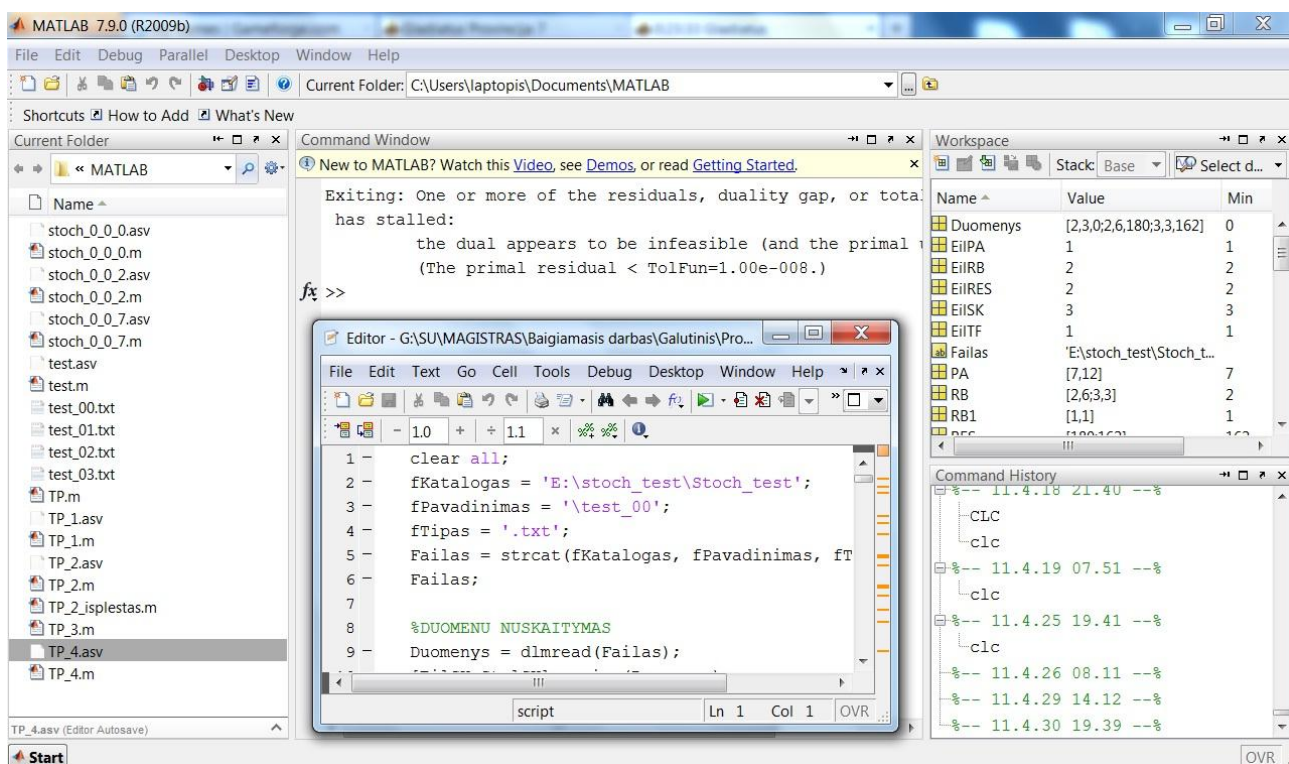 MATLAB 7.9.0 (R2009b)
File Edit Debug Parallel Desktop Window Help
Current Folder: C:\Users\laptopis\Documents\MATLAB
Shortcuts How to Add What's New
Current Folder
« MATLAB
Name
stoch_0_0_0.asv
stoch_0_0_0.m
stoch_0_0_2.asv
stoch_0_0_2.m
stoch_0_0_7.asv
stoch_0_0_7.m
test.asv
test.m
test_00.txt
test_01.txt
test_02.txt
test_03.txt
TP.m
TP_1.asv
TP_1.m
TP_2.asv
TP_2.m
TP_2_isplestas.m
TP_3.m
TP_4.asv
TP_4.m
TP_4.asv (Editor Autosave)
Start
Command Window
New to MATLAB? Watch this Video, see Demos, or read Getting Started.
Exiting: One or more of the residuals, duality gap, or total
has stalled:
the dual appears to be infeasible (and the primal
(The primal residual < TolFun=1.00e-008.)
fx >>
Editor - G:\SU\MAGISTRAS\Baigiamasis darbas\Galutinis\Pro...
File Edit Text Go Cell Tools Debug Desktop Window Help
− 1.0 + ÷ 1.1 ×
1 − clear all;
2 − fKatalogas = 'E:\stoch_test\Stoch_test';
3 − fPavadinimas = '\test_00';
4 − fTipas = '.txt';
5 − Failas = strcat(fKatalogas, fPavadinimas, fT
6 − Failas;
7
8 %DUOMENU NUSKAITYMAS
9 − Duomenys = dlmread(Failas);
script Ln 1 Col 1 OVR
Workspace
Stack: Base Select d...
Name Value Min
Duomenys [2,3,0;2,6,180;3,3,162] 0
EilPA 1 1
EilRB 2 2
EilRES 2 2
EilSK 3 3
EilTF 1 1
Failas 'E:\stoch_test\Stoch_t...
PA [7,12] 7
RB [2,6;3,3] 2
RB1 [1,1] 1
RES [180;162] 162
Command History
%-- 11.4.18 21.40 --%
CLC
clc
%-- 11.4.19 07.51 --%
clc
%-- 11.4.25 19.41 --%
clc
%-- 11.4.26 08.11 --%
%-- 11.4.29 14.12 --%
%-- 11.4.30 19.39 --%
OVR